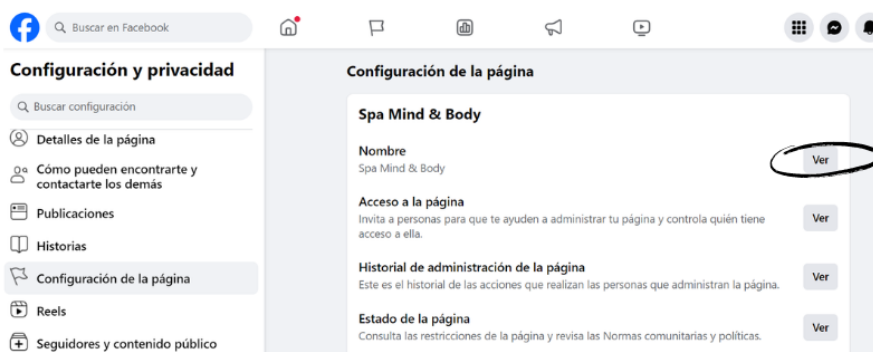 Buscar en Facebook
Configuración y privacidad
Buscar configuración
Detalles de la página
Cómo pueden encontrarte y
contactarte los demás
Publicaciones
Historias
Configuración de la página
Reels
Seguidores y contenido público
Configuración de la página
Spa Mind & Body
Nombre
Spa Mind & Body
Ver
Acceso a la página
Invita a personas para que te ayuden a administrar tu página y controla quién tiene
acceso a ella.
Ver
Historial de administración de la página
Este es el historial de las acciones que realizan las personas que administran la página.
Ver
Estado de la página
Consulta las restricciones de la página y revisa las Normas comunitarias y políticas.
Ver